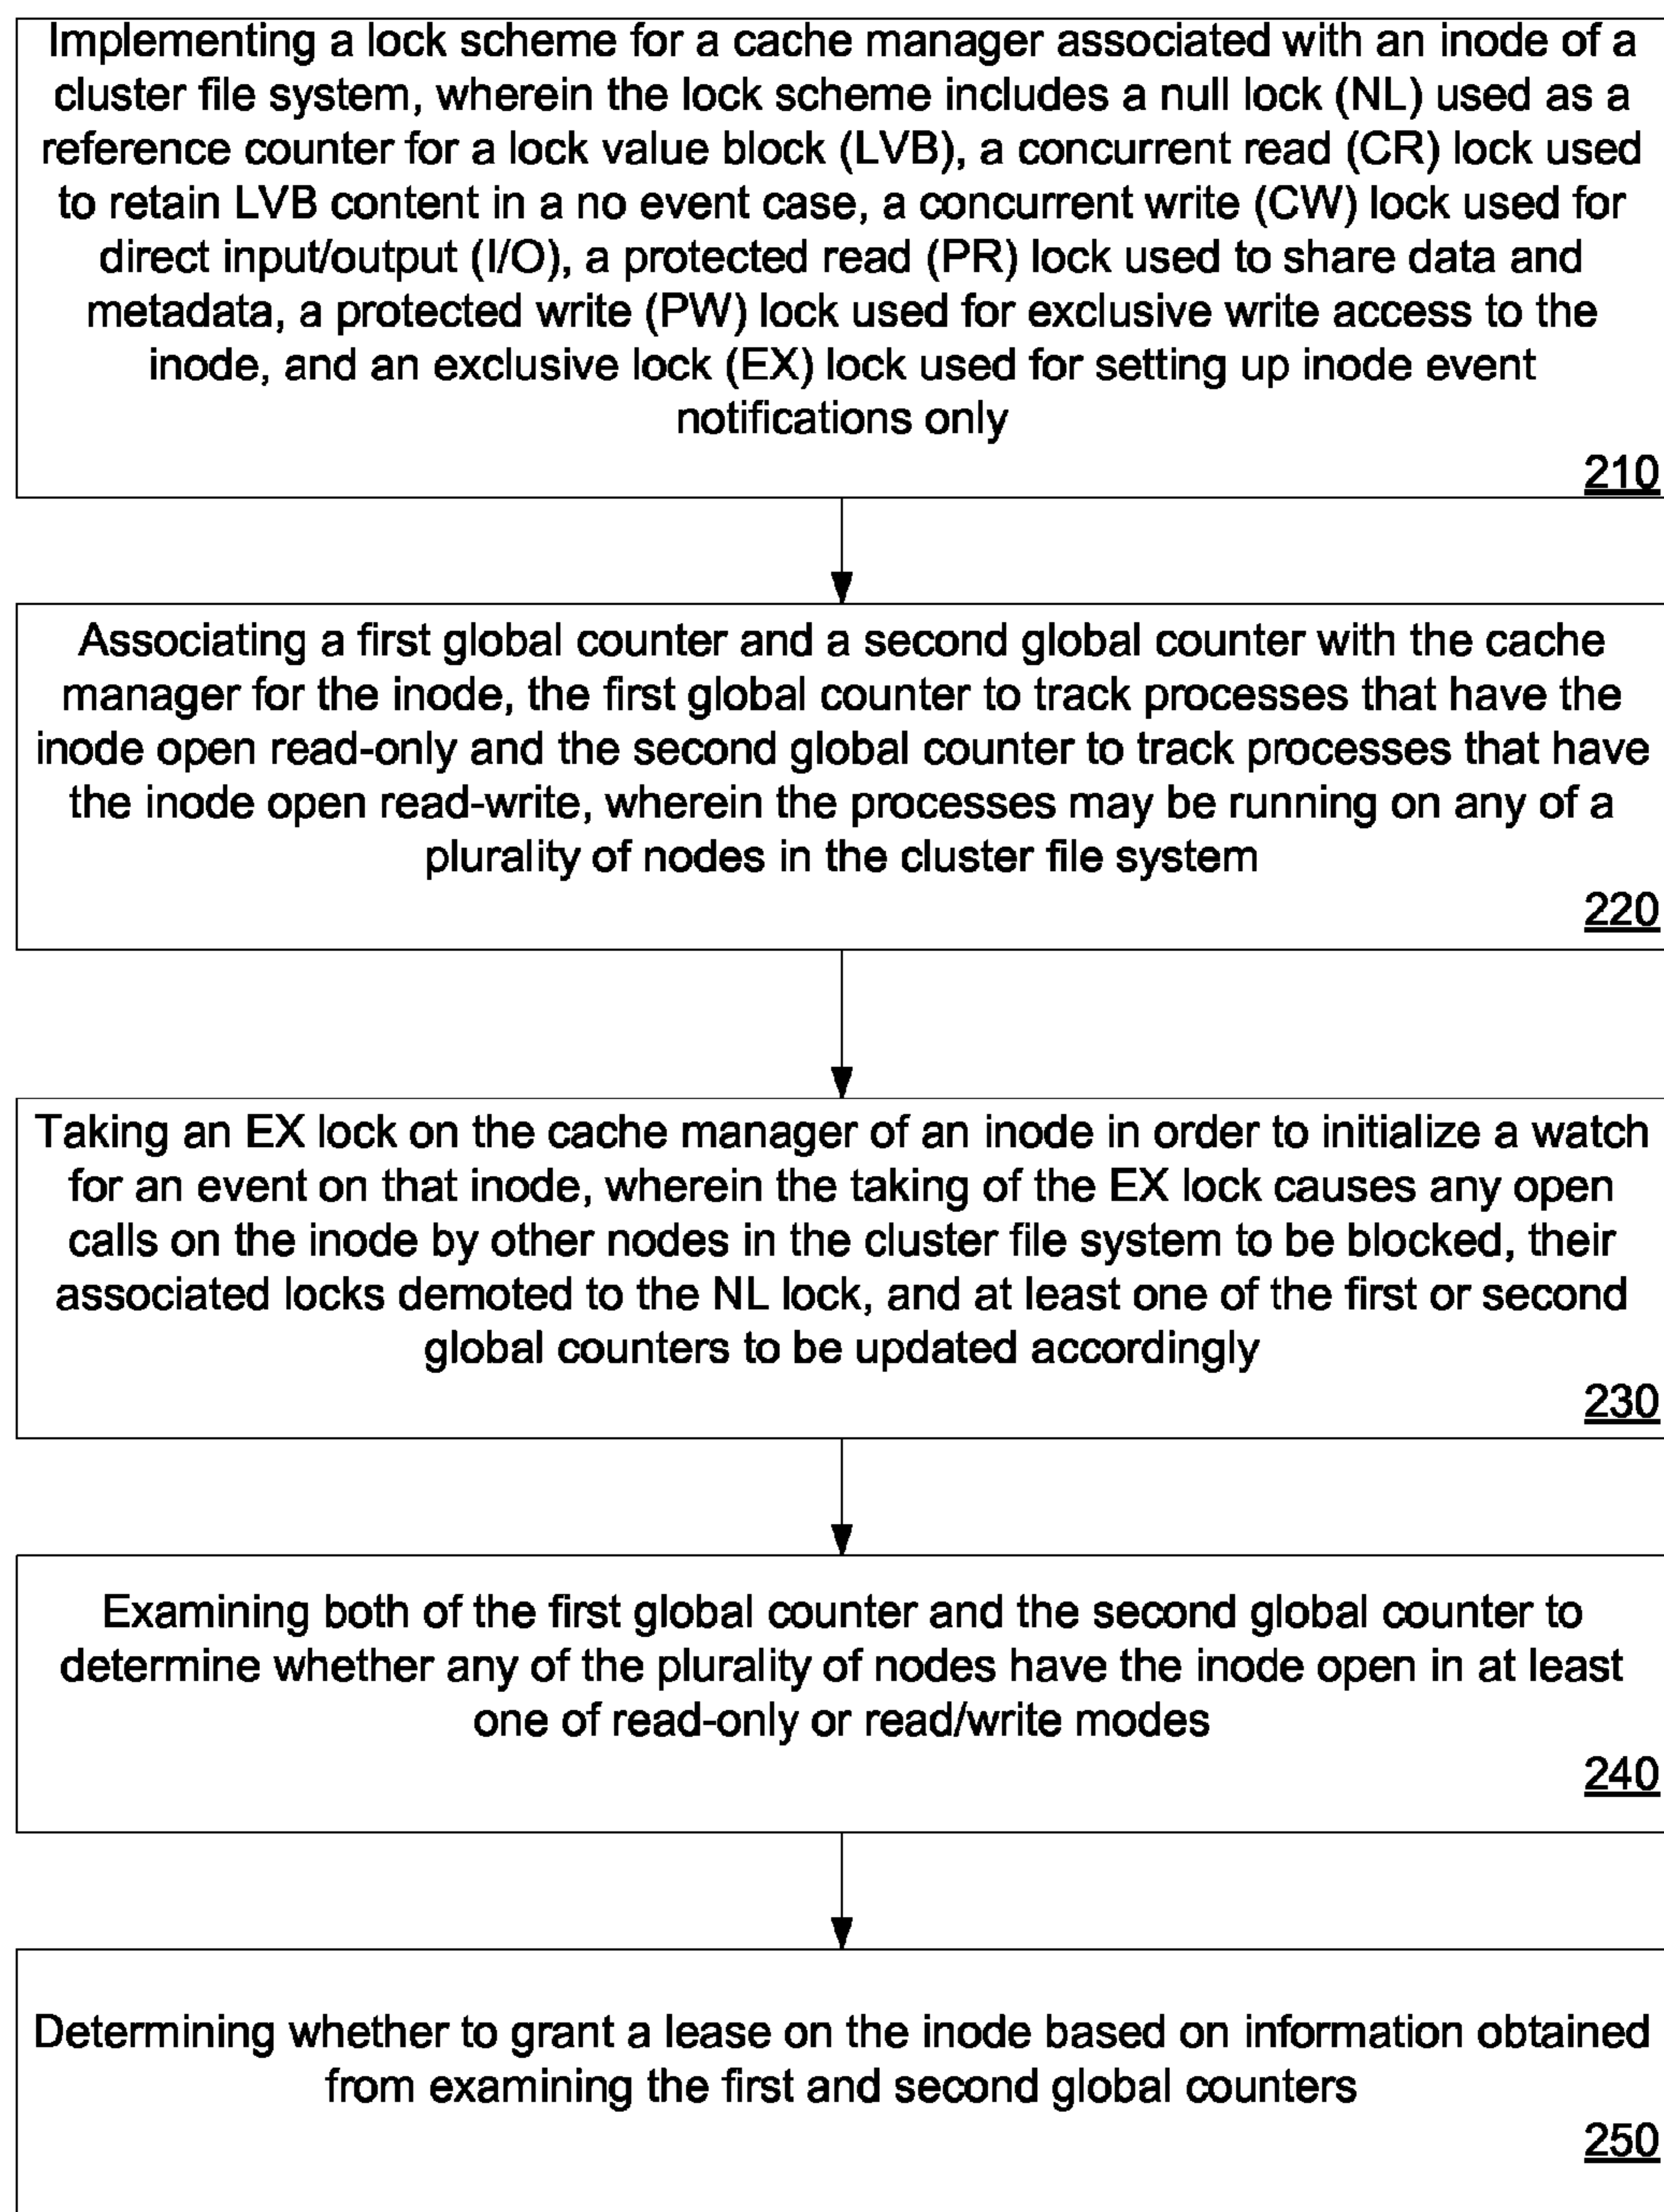 Implementing a lock scheme for a cache manager associated with an inode of a
cluster file system, wherein the lock scheme includes a null lock (NL) used as a
reference counter for a lock value block (LVB), a concurrent read (CR) lock used
to retain LVB content in a no event case, a concurrent write (CW) lock used for
direct input/output (I/O), a protected read (PR) lock used to share data and
metadata, a protected write (PW) lock used for exclusive write access to the
inode, and an exclusive lock (EX) lock used for setting up inode event
notifications only
210
Associating a first global counter and a second global counter with the cache
manager for the inode, the first global counter to track processes that have the
inode open read-only and the second global counter to track processes that have
the inode open read-write, wherein the processes may be running on any of a
plurality of nodes in the cluster file system
220
Taking an EX lock on the cache manager of an inode in order to initialize a watch
for an event on that inode, wherein the taking of the EX lock causes any open
calls on the inode by other nodes in the cluster file system to be blocked, their
associated locks demoted to the NL lock, and at least one of the first or second
global counters to be updated accordingly
230
Examining both of the first global counter and the second global counter to
determine whether any of the plurality of nodes have the inode open in at least
one of read-only or read/write modes
240
Determining whether to grant a lease on the inode based on information obtained
from examining the first and second global counters
250